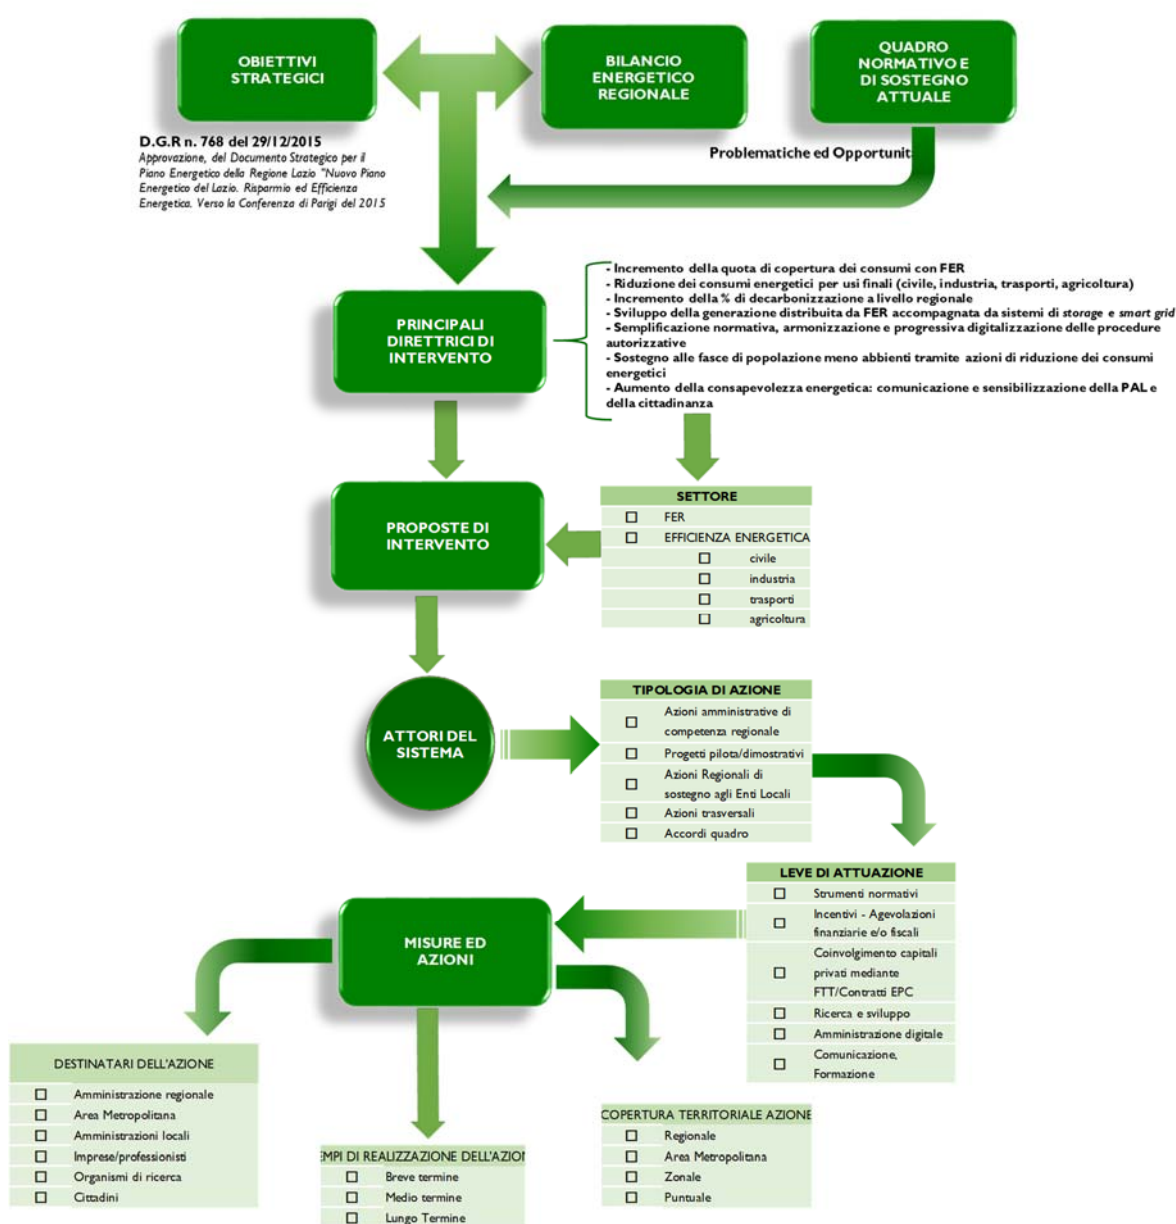 OBIETTIVI
STRATEGICI
BILANCIO
ENERGETICO
REGIONALE
QUADRO
NORMATIVO E
DI SOSTEGNO
ATTUALE
D.G.R n. 768 del 29/12/2015
Approvazione, del Documento Strategico per il
Piano Energetico della Regione Lazio "Nuovo Piano
Energetico del Lazio. Risparmio ed Efficienza
Energetica. Verso la Conferenza di Parigi del 2015
Problematiche ed Opportunit
PRINCIPALI
DIRETTRICI DI
INTERVENTO
- Incremento della quota di copertura dei consumi con FER
- Riduzione dei consumi energetici per usi finali (civile, industria, trasporti, agricoltura)
- Incremento della % di decarbonizzazione a livello regionale
- Sviluppo della generazione distribuita da FER accompagnata da sistemi di storage e smart grid
- Semplificazione normativa, armonizzazione e progressiva digitalizzazione delle procedure
autorizzative
- Sostegno alle fasce di popolazione meno abbienti tramite azioni di riduzione dei consumi
energetici
- Aumento della consapevolezza energetica: comunicazione e sensibilizzazione della PAL e
della cittadinanza
PROPOSTE DI
INTERVENTO
SETTORE
☐ FER
☐ EFFICIENZA ENERGETICA
☐ civile
☐ industria
☐ trasporti
☐ agricoltura
ATTORI DEL
SISTEMA
TIPOLOGIA DI AZIONE
☐ Azioni amministrative di
competenza regionale
☐ Progetti pilota/dimostrativi
☐ Azioni Regionali di
sostegno agli Enti Locali
☐ Azioni trasversali
☐ Accordi quadro
LEVE DI ATTUAZIONE
☐ Strumenti normativi
☐ Incentivi - Agevolazioni
finanziarie e/o fiscali
☐ Coinvolgimento capitali
privati mediante
FTT/Contratti EPC
☐ Ricerca e sviluppo
☐ Amministrazione digitale
☐ Comunicazione,
Formazione
MISURE ED
AZIONI
DESTINATARI DELL'AZIONE
☐ Amministrazione regionale
☐ Area Metropolitana
☐ Amministrazioni locali
☐ Imprese/professionisti
☐ Organismi di ricerca
☐ Cittadini
EMPI DI REALIZZAZIONE DELL'AZION
☐ Breve termine
☐ Medio termine
☐ Lungo Termine
COPERTURA TERRITORIALE AZIONE
☐ Regionale
☐ Area Metropolitana
☐ Zonale
☐ Puntuale